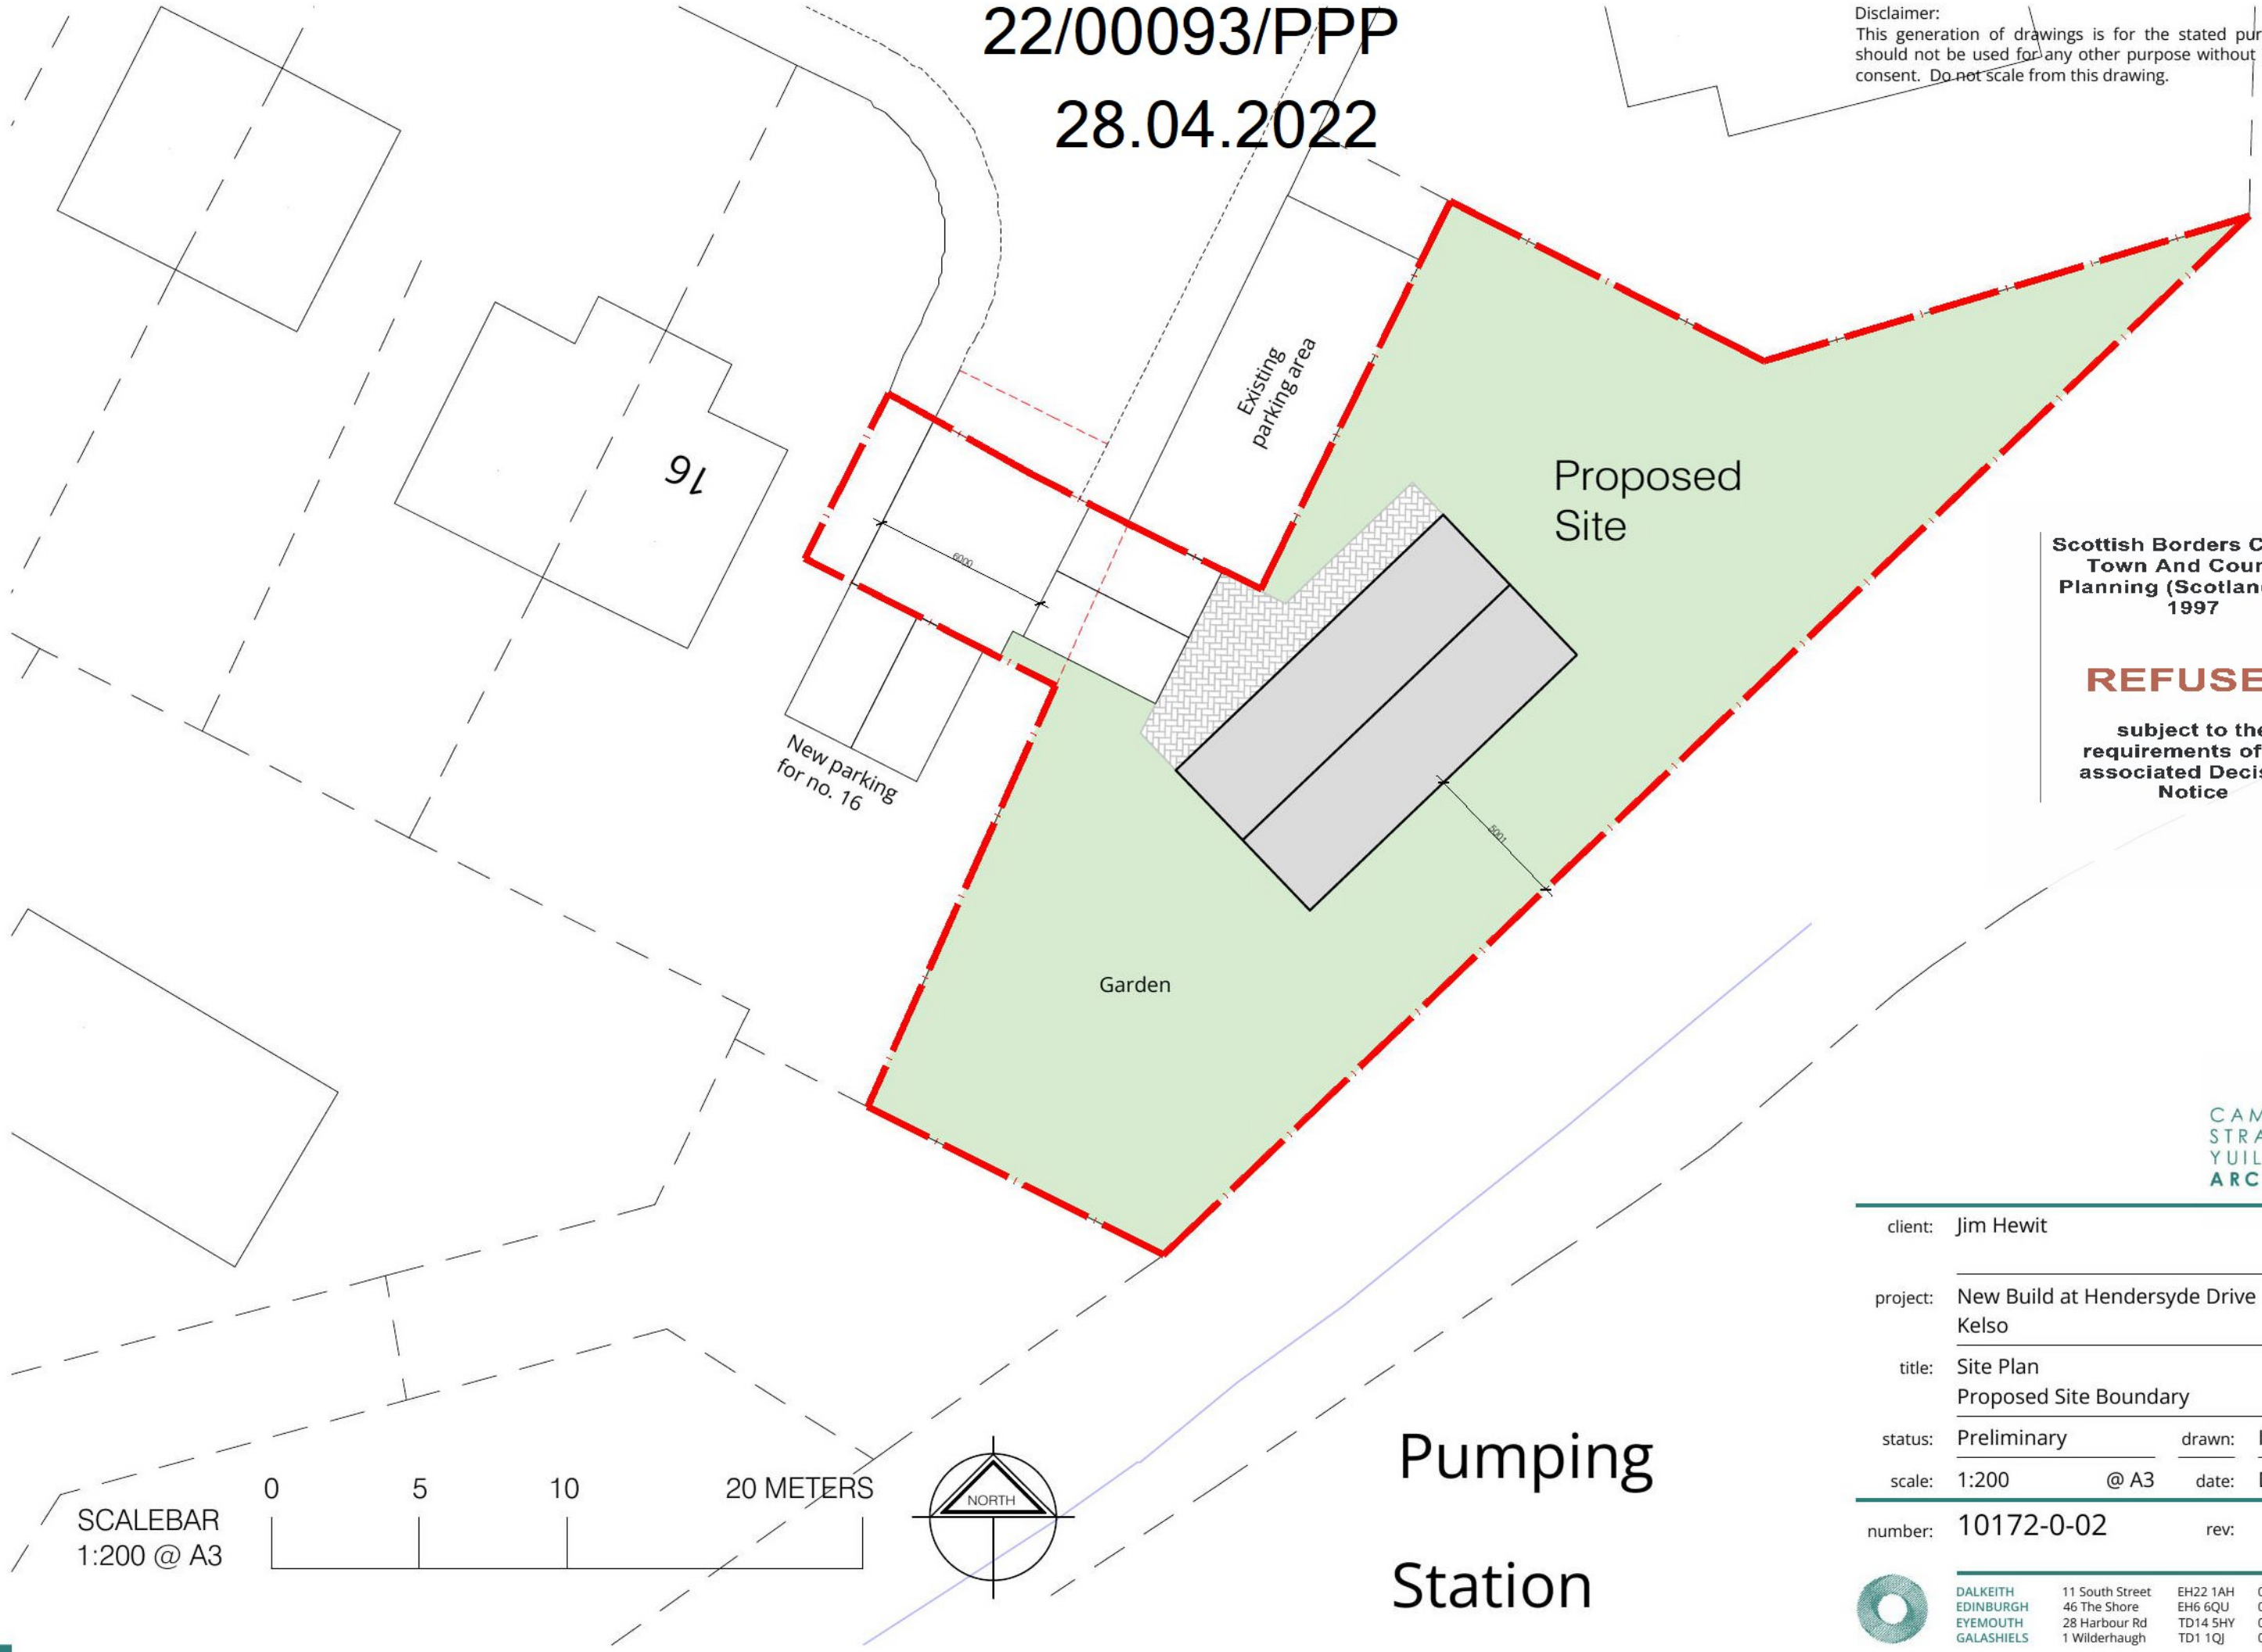 22/00093/PPP
28.04.2022
Disclaimer:
This generation of drawings is for the stated
should not be used for any other purpose without
consent. Do not scale from this drawing.
Existing
parking area
16
Proposed
Site
6000
New parking
for no. 16
5001
Garden
Scottish Borders
Town And
Planning
1997
REFUSE
subject to the
requirements of
associated
Notice
CAM
STRA
YUIL
ARC
client: Jim Hewit
project: New Build at Hendersyde Drive
Kelso
title: Site Plan
Proposed Site Boundary
status: Preliminary drawn:
scale: 1:200 @ A3 date:
number: 10172-0-02 rev:
DALKEITH 11 South Street EH22 1AH
EDINBURGH 46 The Shore EH6 6QU
EYEMOUTH 28 Harbour Rd TD14 5HY
GALASHIELS 1 Wilderhaugh TD1 1QJ
Pumping
Station
0 5 10 20 METERS
SCALEBAR
1:200 @ A3
NORTH